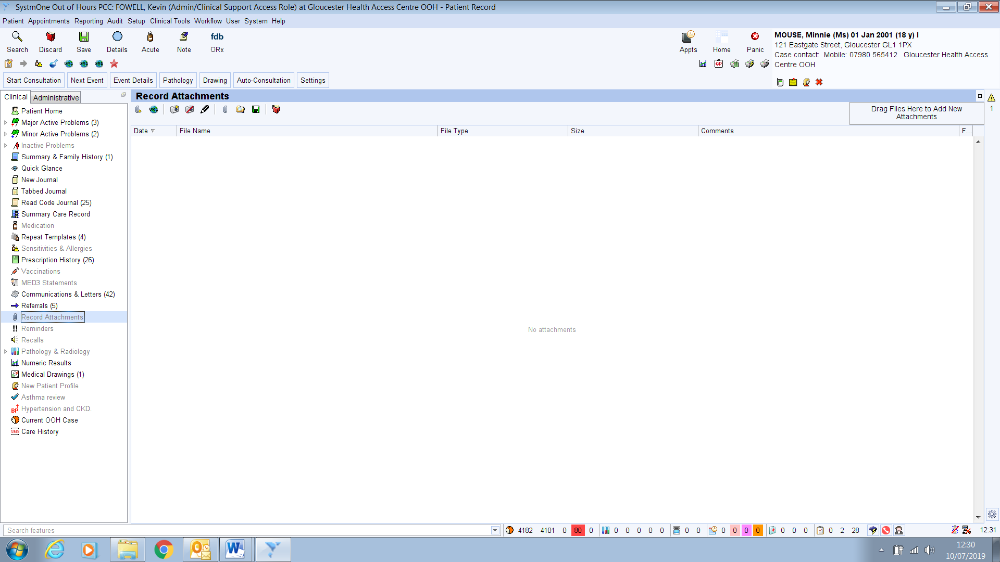 SystmOne Out of Hours PCC: FOWELL, Kevin (Admin/Clinical Support Access Role) at Gloucester Health Access Centre OOH - Patient Record
Patient Appointments Reporting Audit Setup Clinical Tools Workflow User System Help
fdb
Search Discard Save Details Acute Note ORx
Appts Home Panic
MOUSE, Minnie (Ms) 01 Jan 2001 (18 y) I
121 Eastgate Street, Gloucester GL1 1PX
Case contact: Mobile: 07980 565412 Gloucester Health Access
Centre OOH
URL URL URL
GP
Start Consultation Next Event Event Details Pathology Drawing Auto-Consultation Settings
Clinical Administrative
Patient Home
Major Active Problems (3)
Minor Active Problems (2)
Inactive Problems
Summary & Family History (1)
Quick Glance
New Journal
Tabbed Journal
Read Code Journal (25)
Summary Care Record
Medication
Repeat Templates (4)
Sensitivities & Allergies
Prescription History (26)
Vaccinations
MED3 Statements
Communications & Letters (42)
Referrals (5)
Record Attachments
Reminders
Recalls
Pathology & Radiology
Numeric Results
Medical Drawings (1)
New Patient Profile
Asthma review
BP Hypertension and CKD.
Current OOH Case
GMS Care History
Record Attachments
URL
Drag Files Here to Add New
Attachments
1
Date File Name File Type Size Comments F...
No attachments
Search features
4182 4101 0 80 0 0 0 0 0 0 0 0 0 0 0 0 0 0 0 0 2 28 12:31
12:30
10/07/2019